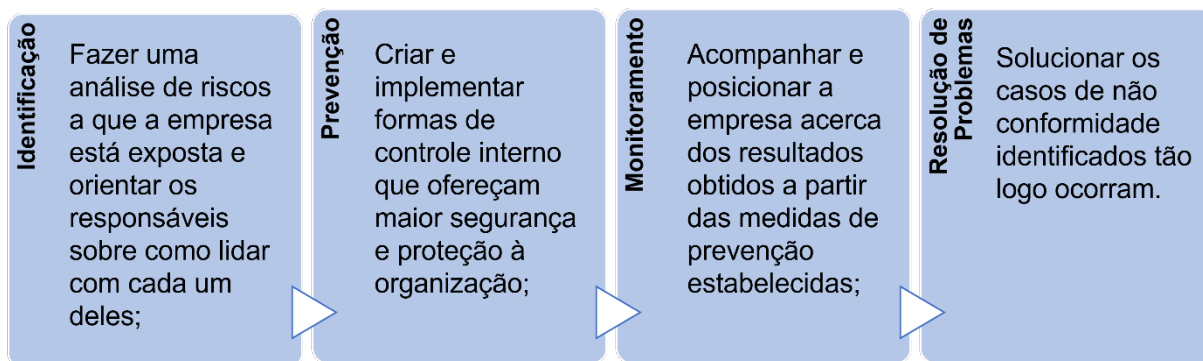 Identificação
Fazer uma
análise de riscos
a que a empresa
está exposta e
orientar os
responsáveis
sobre como lidar
com cada um
deles;
Prevenção
Criar e
implementar
formas de
controle interno
que ofereçam
maior segurança
e proteção à
organização;
Monitoramento
Acompanhar e
posicionar a
empresa acerca
dos resultados
obtidos a partir
das medidas de
prevenção
estabelecidas;
Resolução de
Problemas
Solucionar os
casos de não
conformidade
identificados tão
logo ocorram.